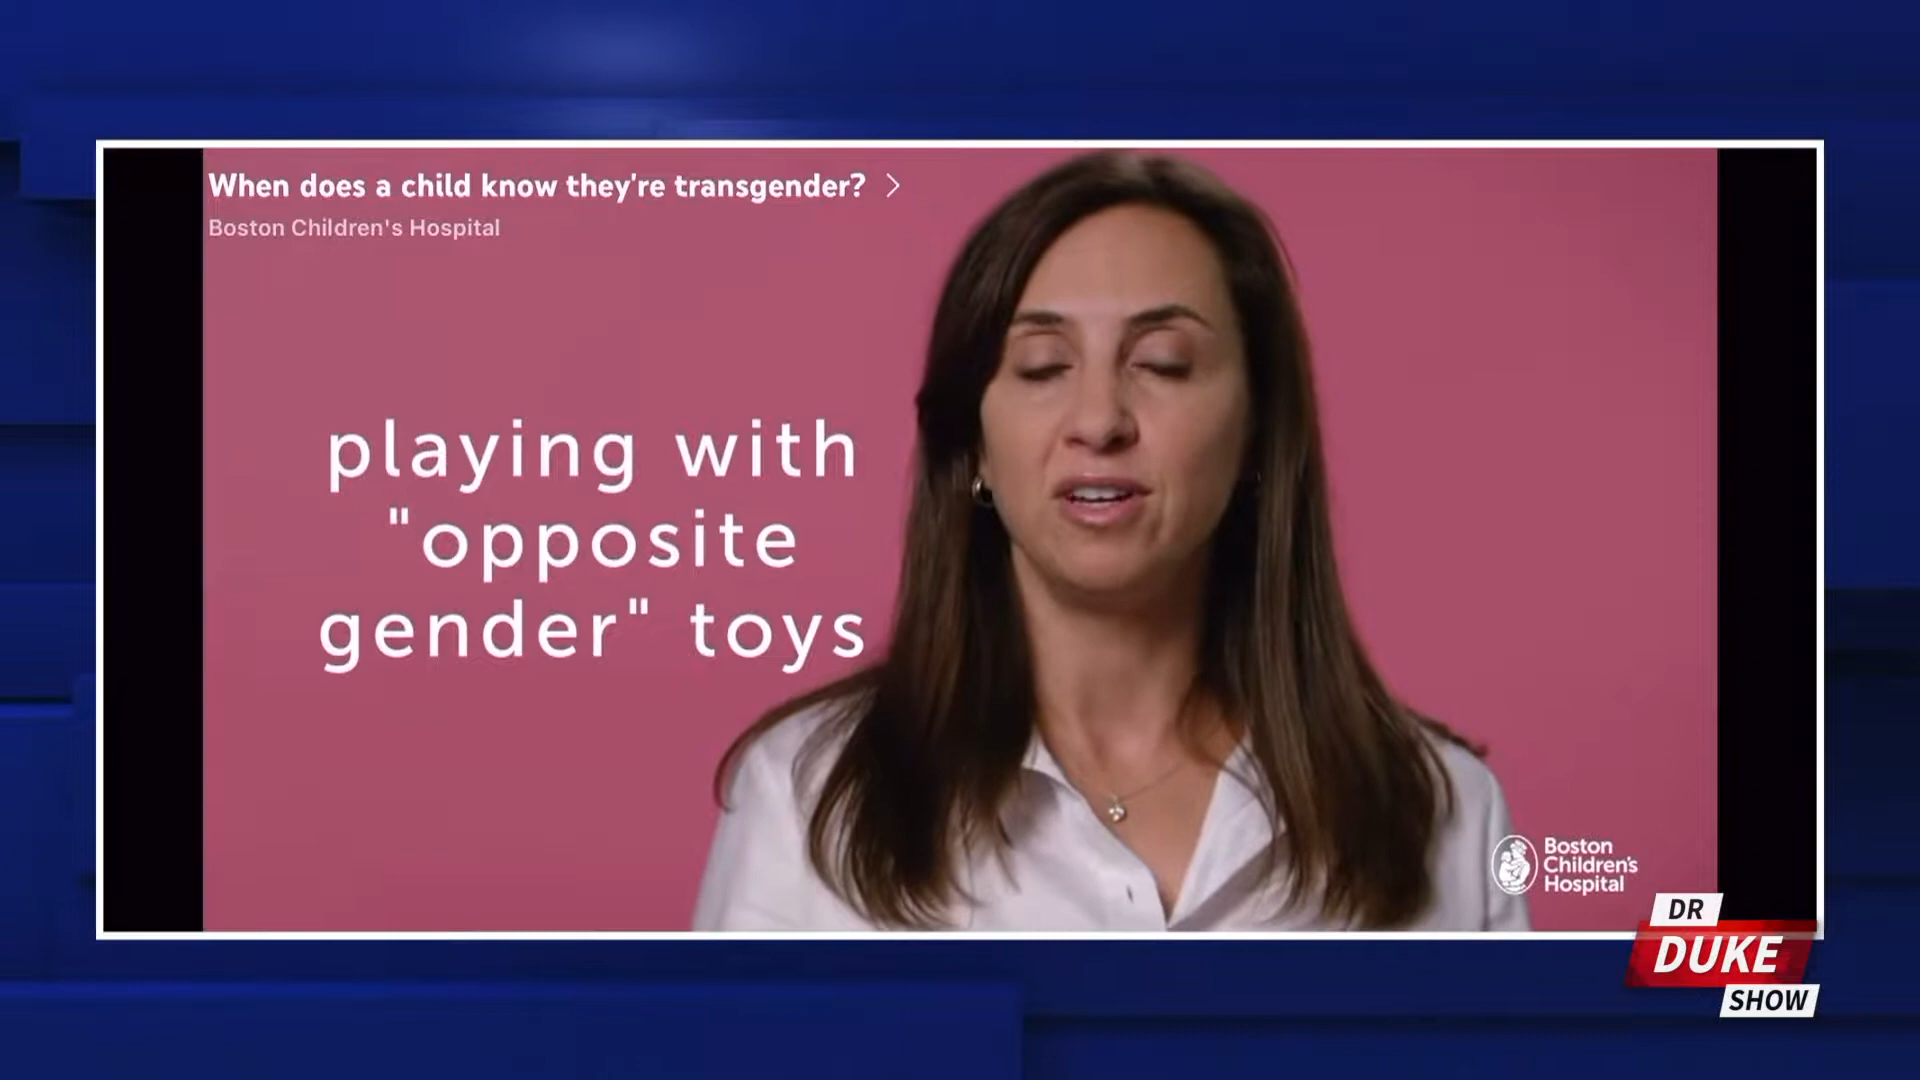 When does a child know they're transgender?
Boston Children's Hospital
playing with
"opposite
gender" toys
Boston
Children's
Hospital
DR
DUKE
SHOW